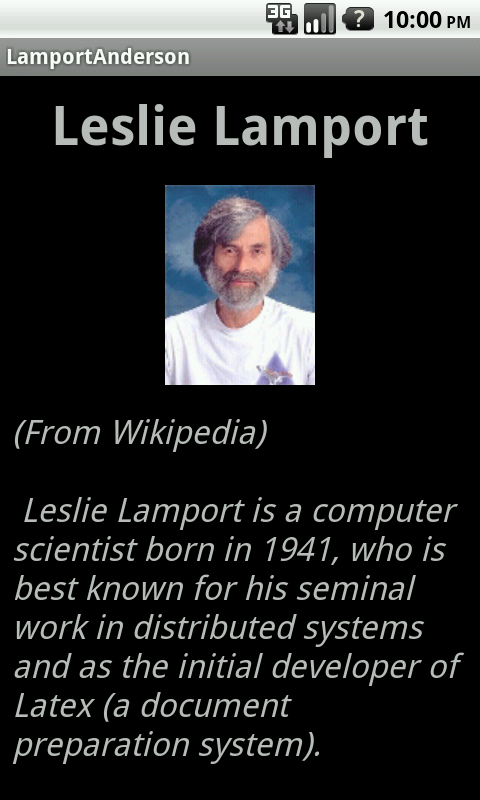 3G ? 10:00 PM
LamportAnderson
Leslie Lamport
(From Wikipedia)
Leslie Lamport is a computer
scientist born in 1941, who is
best known for his seminal
work in distributed systems
and as the initial developer of
Latex (a document
preparation system).